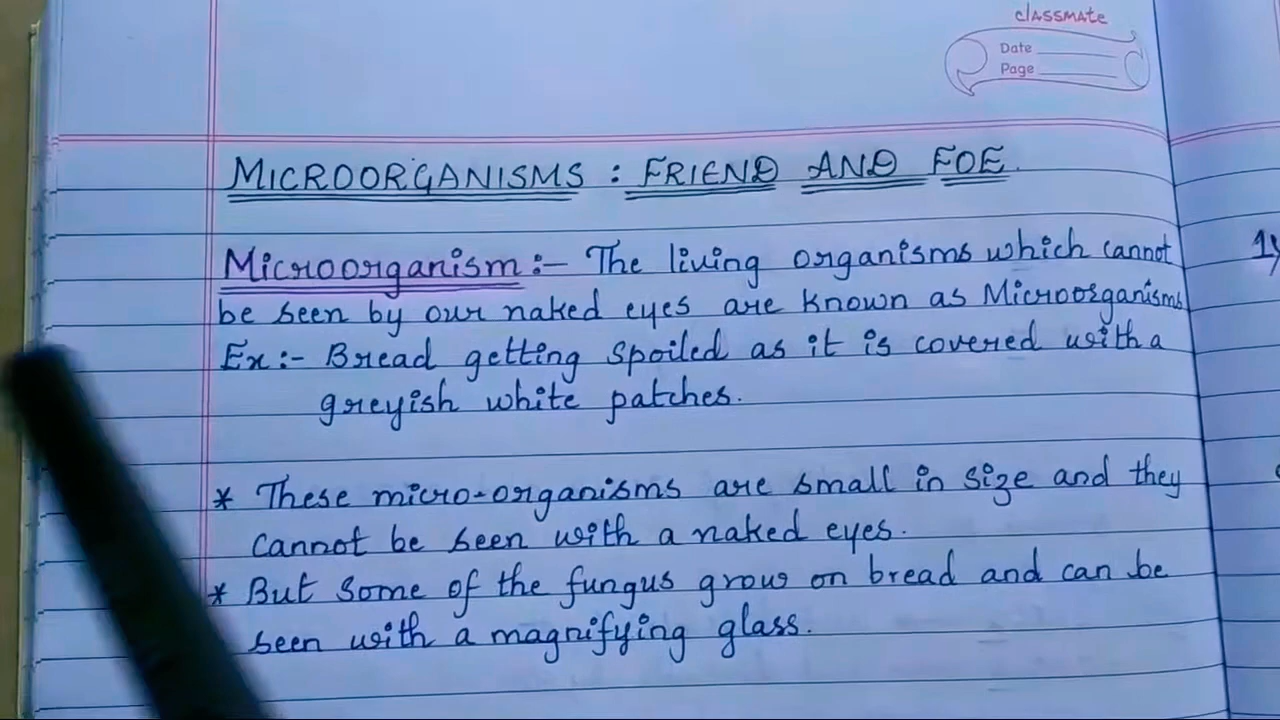 classmate
Date
Page
MICROORGANISMS : FRIEND AND FOE.
Microorganism :- The living organisms which cannot
be seen by our naked eyes are known as Microorganisms
Ex :- Bread getting spoiled as it is covered with a
greyish white patches.
* These micro-organisms are small in size and they
cannot be seen with a naked eyes.
* But some of the fungus grows on bread and can be
seen with a magnifying glass.
1)